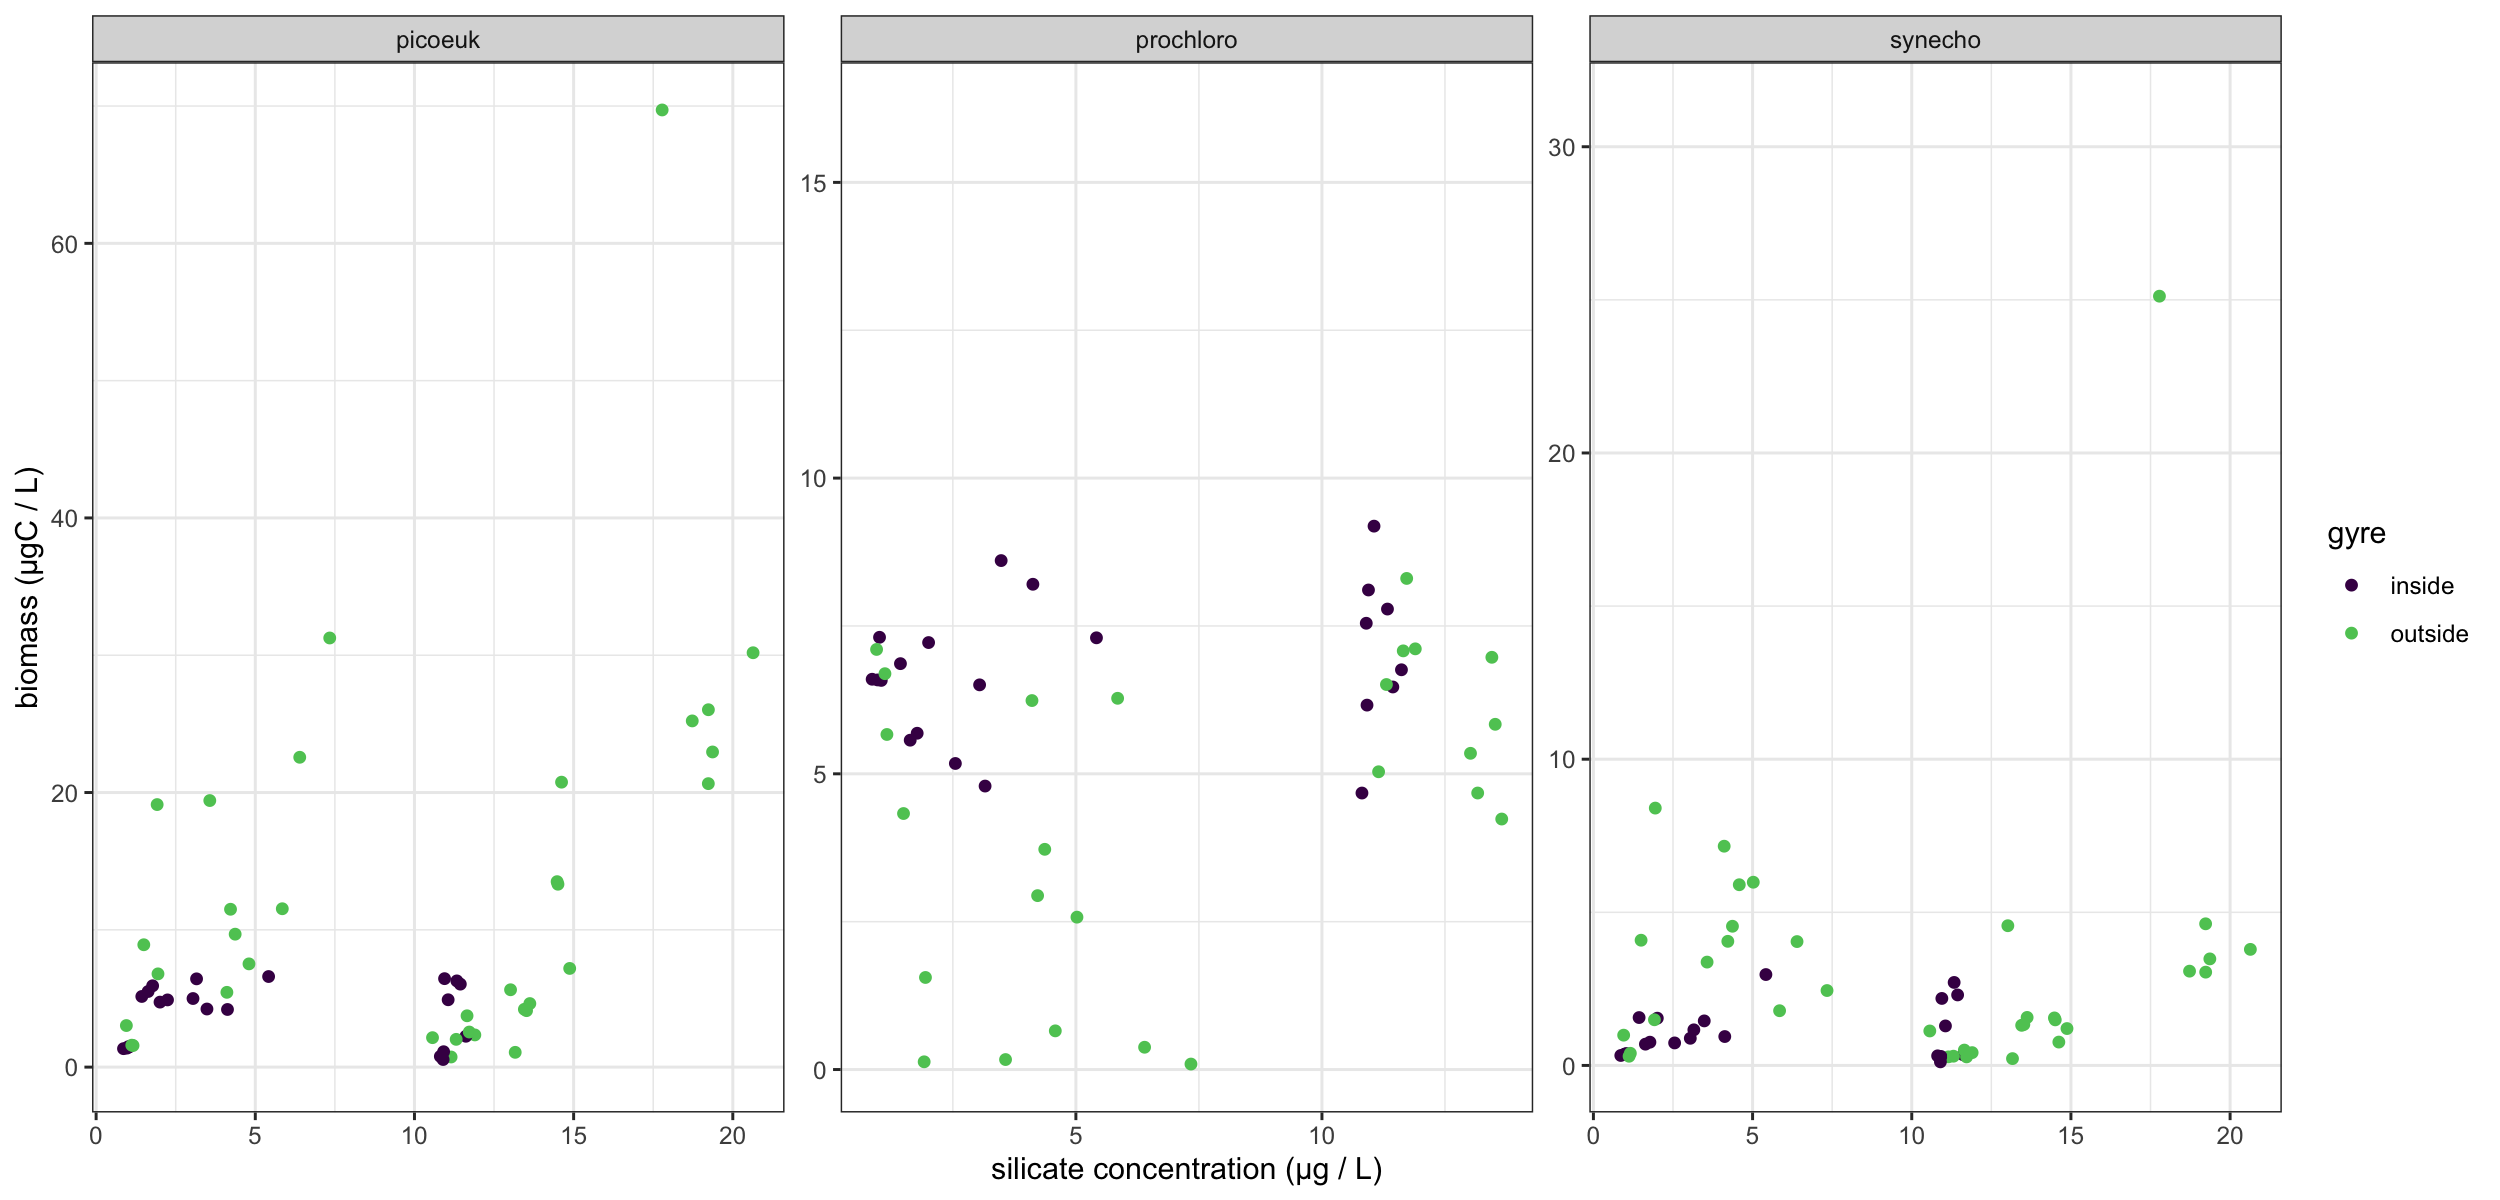 picoeuk prochloro synecho
biomass (µgC / L)
60
40
20
0
15
10
5
0
30
20
10
0
0 5 10 15 20
5 10
0 5 10 15 20
silicate concentration (µg / L)
gyre
inside
outside